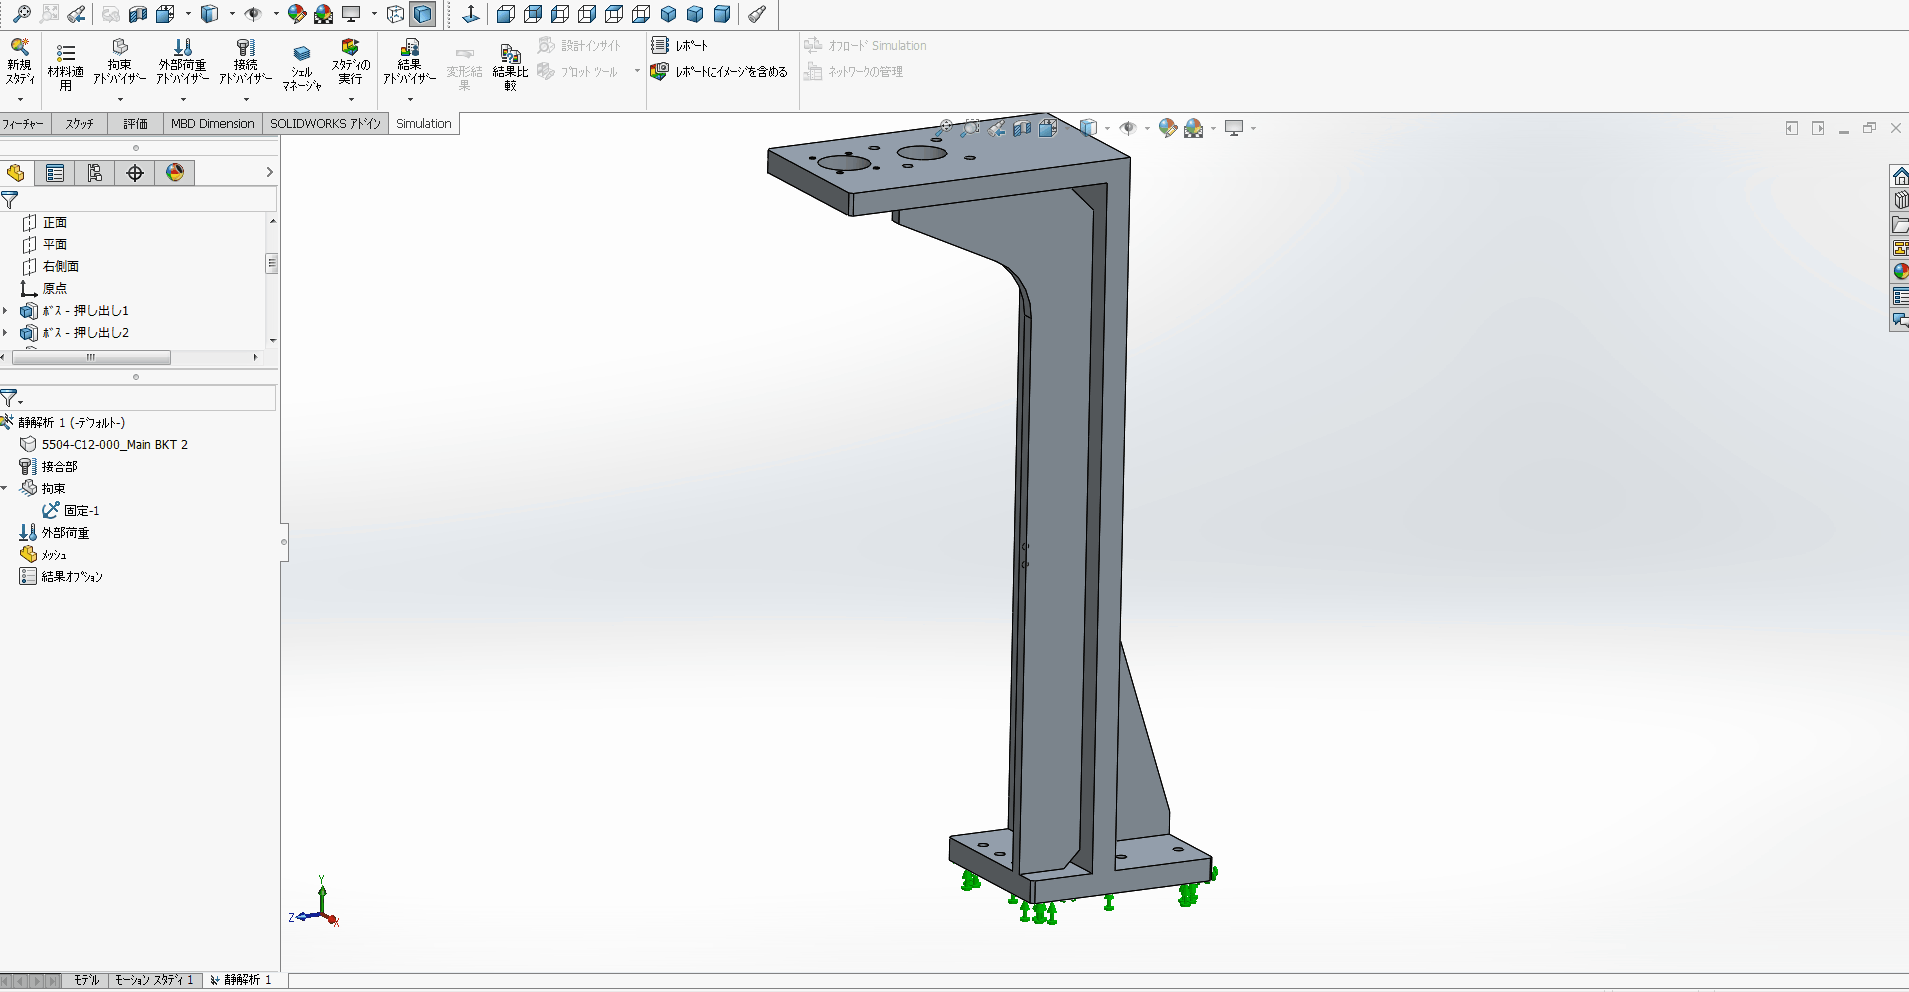 新規
スタディ
材料適
用
拘束
アドバイザー
外部荷重
アドバイザー
接続
アドバイザー
シェル
マネージャ
スタディの
実行
結果
アドバイザー
変形結
果
結果比
較
設計インサイト
プロット ツール
レポート
レポートにイメージを含める
オフロード Simulation
ネットワークの管理
フィーチャー スケッチ 評価 MBD Dimension SOLIDWORKS アドイン Simulation
正面
平面
右側面
原点
ボス - 押し出し1
ボス - 押し出し2
静解析 1 (-デフォルト-)
5504-C12-000_Main BKT 2
接合部
拘束
固定-1
外部荷重
メッシュ
結果オプション
Y
Z
X
モデル モーション スタディ 1 静解析 1